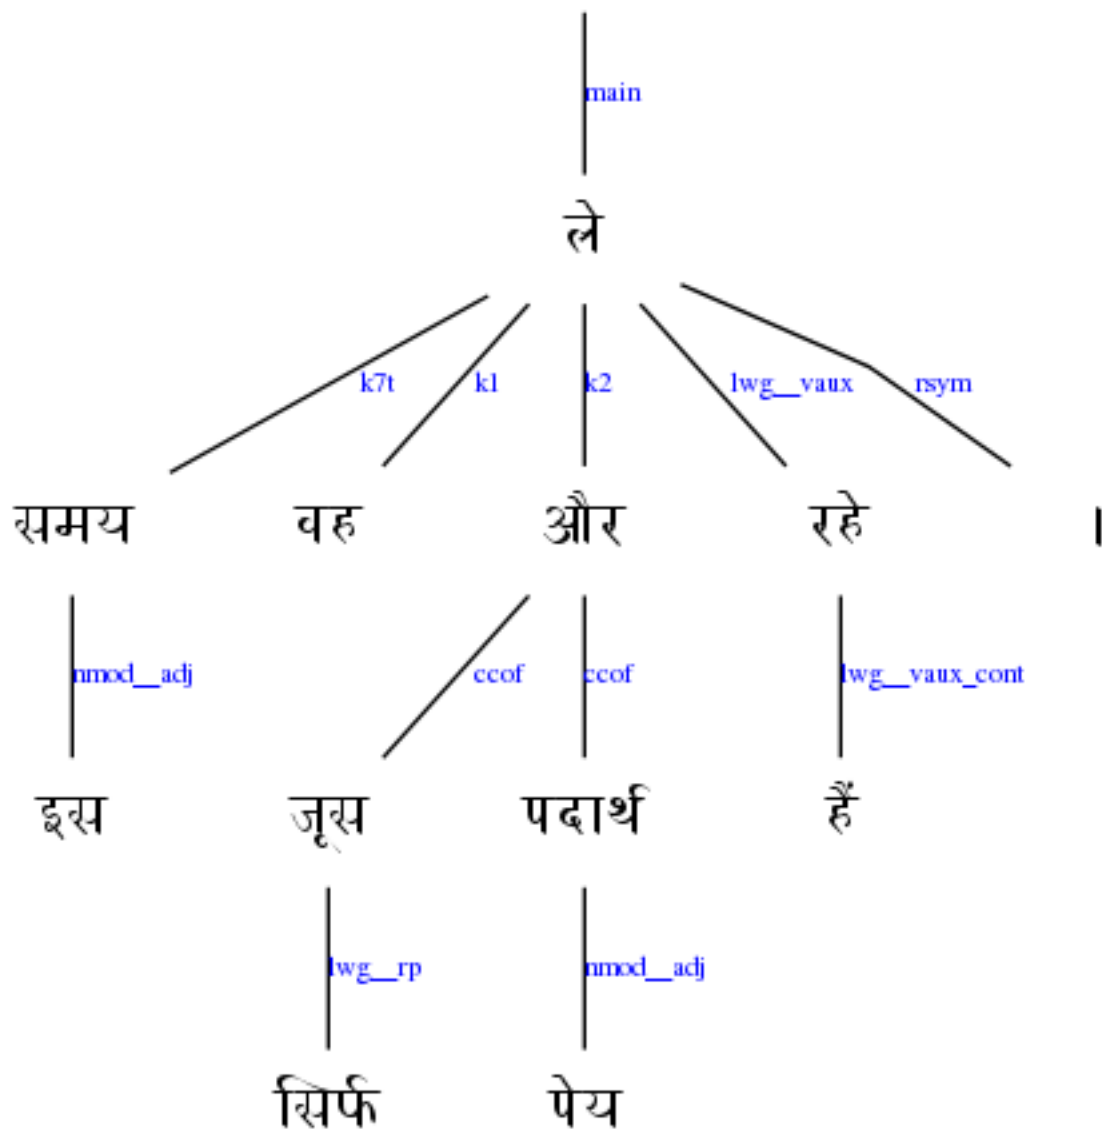 main
ले
k7t k1 k2 lwg__vaux rsym
समय वह और रहे ।
nmod__adj ccof ccof lwg__vaux_cont
इस जूस पदार्थ हैं
lwg__rp nmod__adj
सिर्फ पेय